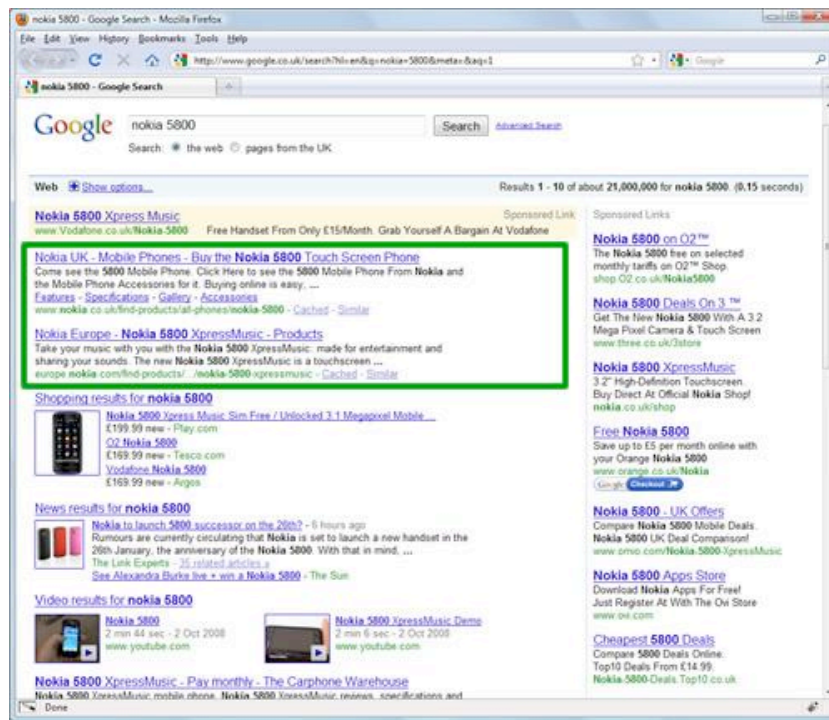 nokia 5800 - Google Search - Mozilla Firefox
File Edit View History Bookmarks Tools Help
http://www.google.co.uk/search?hl=en&q=nokia+5800&meta=&aq=1
Google
nokia 5800 - Google Search
Google
nokia 5800
Search
Advanced Search
Search: the web pages from the UK
Web Show options...
Results 1 - 10 of about 21,000,000 for nokia 5800. (0.15 seconds)
Nokia 5800 Xpress Music
Sponsored Link
www.Vodafone.co.uk/Nokia-5800 Free Handset From Only £15/Month. Grab Yourself A Bargain At Vodafone
Nokia UK - Mobile Phones - Buy the Nokia 5800 Touch Screen Phone
Come see the 5800 Mobile Phone. Click Here to see the 5800 Mobile Phone From Nokia and
the Mobile Phone Accessories for it. Buying online is easy, ...
Features - Specifications - Gallery - Accessories
www.nokia.co.uk/find-products/all-phones/nokia-5800 - Cached - Similar
Nokia Europe - Nokia 5800 XpressMusic - Products
Take your music with you with the Nokia 5800 XpressMusic: made for entertainment and
sharing your sounds. The new Nokia 5800 XpressMusic is a touchscreen ...
europe.nokia.com/find-products/.../nokia-5800-xpressmusic - Cached - Similar
Shopping results for nokia 5800
Nokia 5800 Xpress Music Sim Free / Unlocked 3.1 Megapixel Mobile ...
£199.99 new - Play.com
O2 Nokia 5800
£169.99 new - Tesco.com
Vodafone Nokia 5800
£169.99 new - Argos
News results for nokia 5800
Nokia to launch 5800 successor on the 26th? - 6 hours ago
Rumours are currently circulating that Nokia is set to launch a new handset in the
26th January, the anniversary of the Nokia 5800. With that in mind, ...
The Link Experts - 35 related articles »
See Alexandra Burke live + win a Nokia 5800 - The Sun
Video results for nokia 5800
Nokia 5800
2 min 44 sec - 2 Oct 2008
www.youtube.com
Nokia 5800 XpressMusic Demo
2 min 6 sec - 2 Oct 2008
www.youtube.com
Nokia 5800 XpressMusic - Pay monthly - The Carphone Warehouse
Nokia 5800 XpressMusic mobile phone. Nokia 5800 XpressMusic reviews, specifications and
Sponsored Links
Nokia 5800 on O2™
The Nokia 5800 free on selected
monthly tariffs on O2™ Shop.
shop.O2.co.uk/Nokia5800
Nokia 5800 Deals On 3 ™
Get The New Nokia 5800 With A 3.2
Mega Pixel Camera & Touch Screen
www.three.co.uk/3store
Nokia 5800 XpressMusic
3.2" High-Definition Touchscreen.
Buy Direct At Official Nokia Shop!
nokia.co.uk/shop
Free Nokia 5800
Save up to £5 per month online with
your Orange Nokia 5800
www.orange.co.uk/Nokia
Google Checkout
Nokia 5800 - UK Offers
Compare Nokia 5800 Mobile Deals.
Nokia 5800 UK Deal Comparison!
www.omio.com/Nokia-5800-XpressMusic
Nokia 5800 Apps Store
Download Nokia Apps For Free!
Just Register At With The Ovi Store
www.ovi.com
Cheapest 5800 Deals
Compare 5800 Deals Online.
Top10 Deals From £14.99.
Nokia-5800-Deals.Top10.co.uk
Done